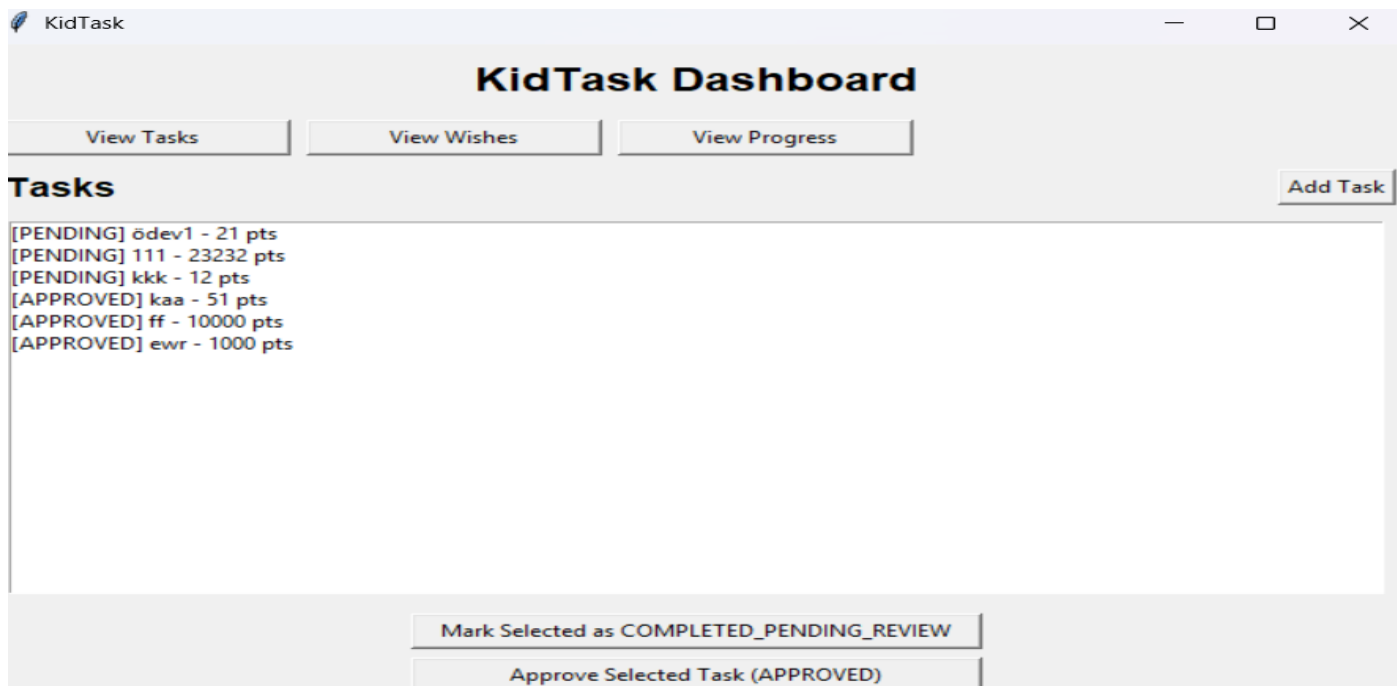 KidTask
KidTask Dashboard
View Tasks View Wishes View Progress
Tasks Add Task
[PENDING] ödev1 - 21 pts
[PENDING] 111 - 23232 pts
[PENDING] kkk - 12 pts
[APPROVED] kaa - 51 pts
[APPROVED] ff - 10000 pts
[APPROVED] ewr - 1000 pts
Mark Selected as COMPLETED_PENDING_REVIEW
Approve Selected Task (APPROVED)